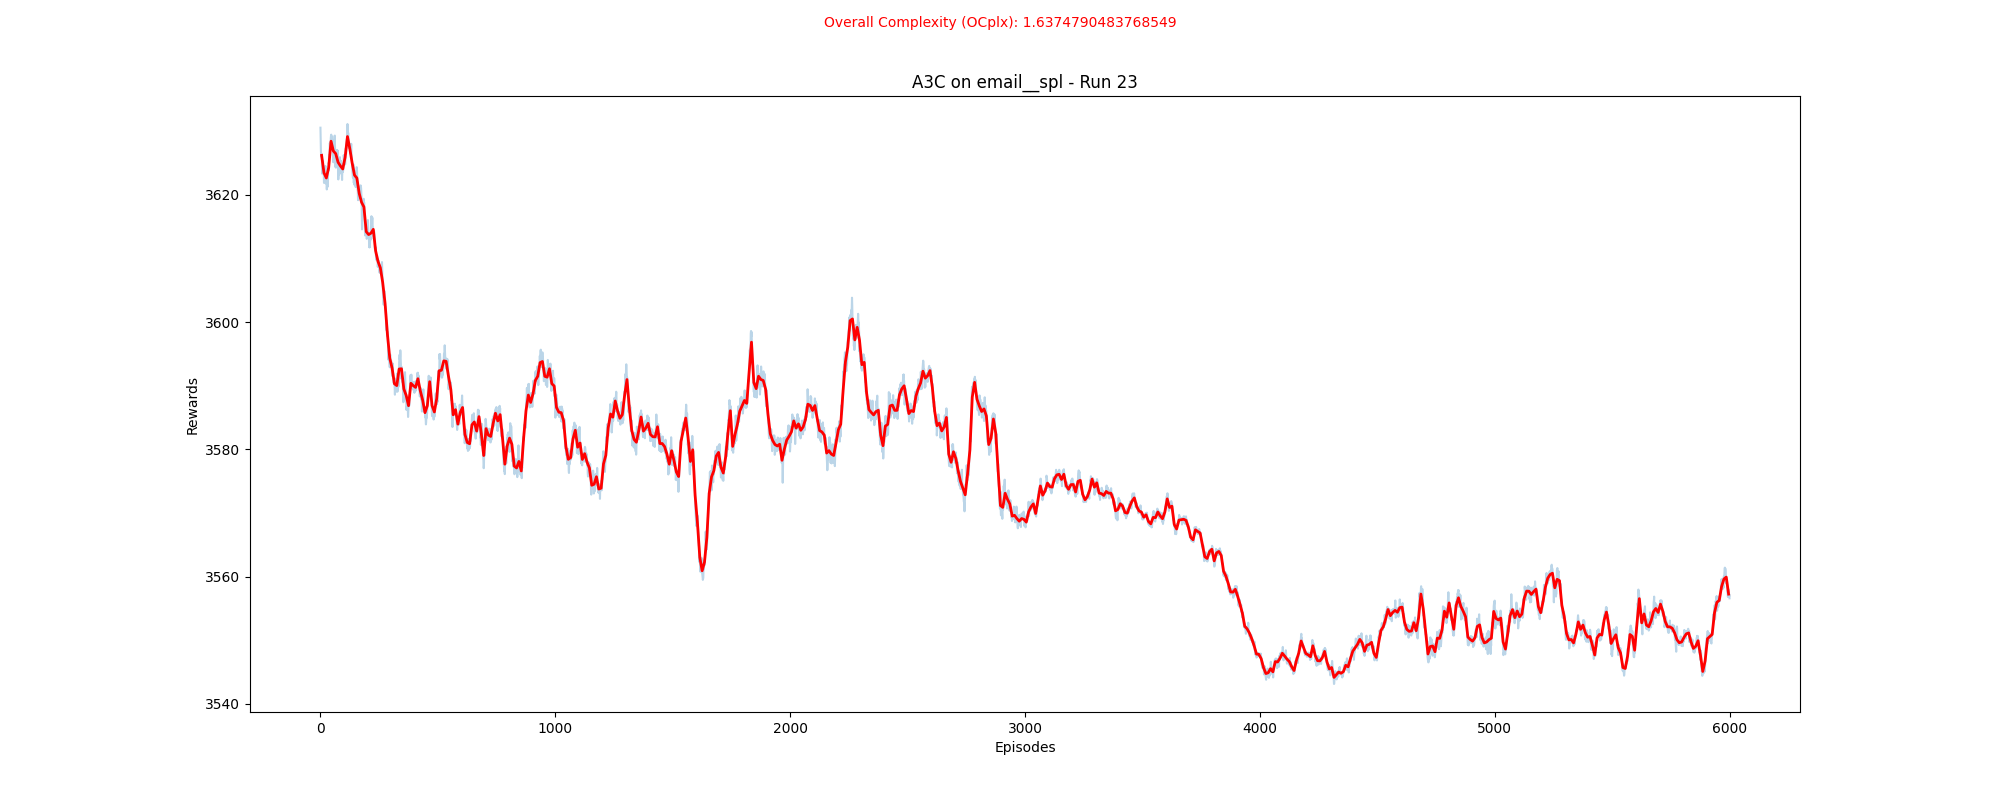 Overall Complexity (OCplx): 1.6374790483768549
A3C on email__spl - Run 23
Rewards
3620
3600
3580
3560
3540
0 1000 2000 3000 4000 5000 6000
Episodes